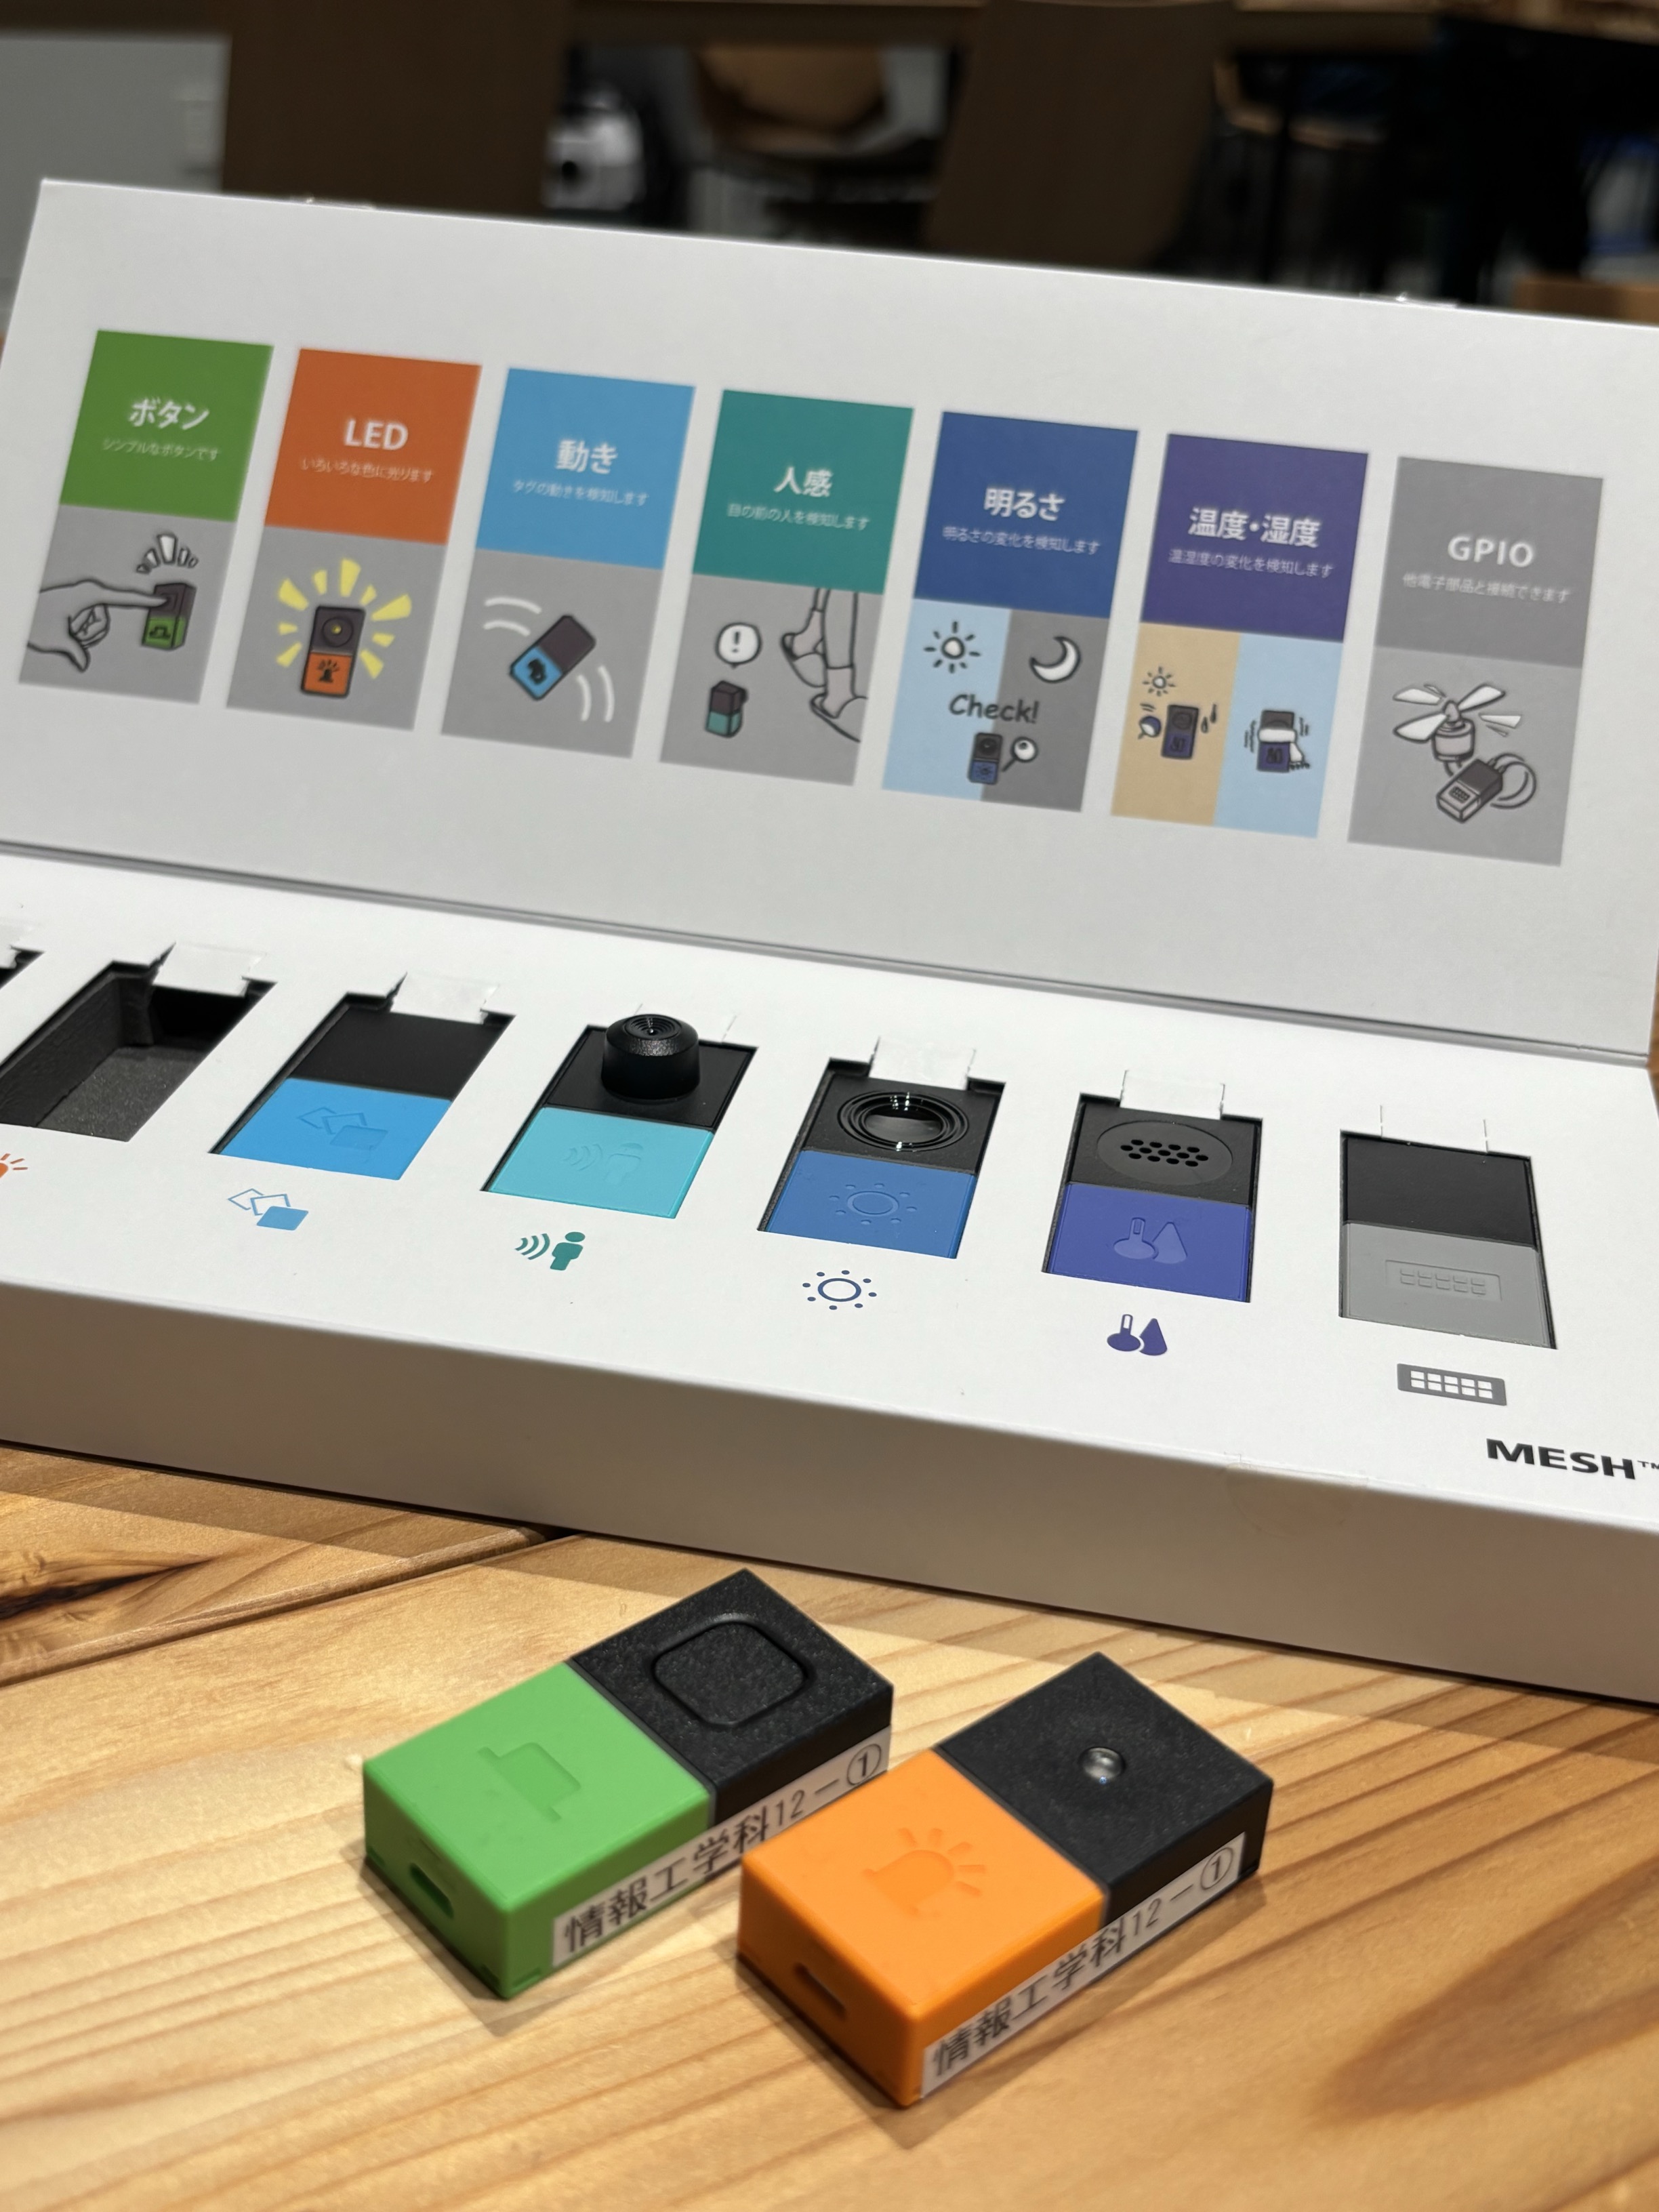 ボタン
シンプルなボタンです
LED
いろいろな色に光ります
動き
タグの動きを検知します
人感
目の前の人を検知します
明るさ
明るさの変化を検知します
Check!
温度・湿度
温湿度の変化を検知します
GPIO
他電子部品と接続できます
MESH™
情報工学科12-①
情報工学科12-①